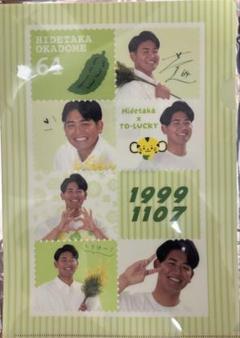 HIDETAKA
OKADOME
64
Hidetaka
x
TO-LUCKY
1999
1107